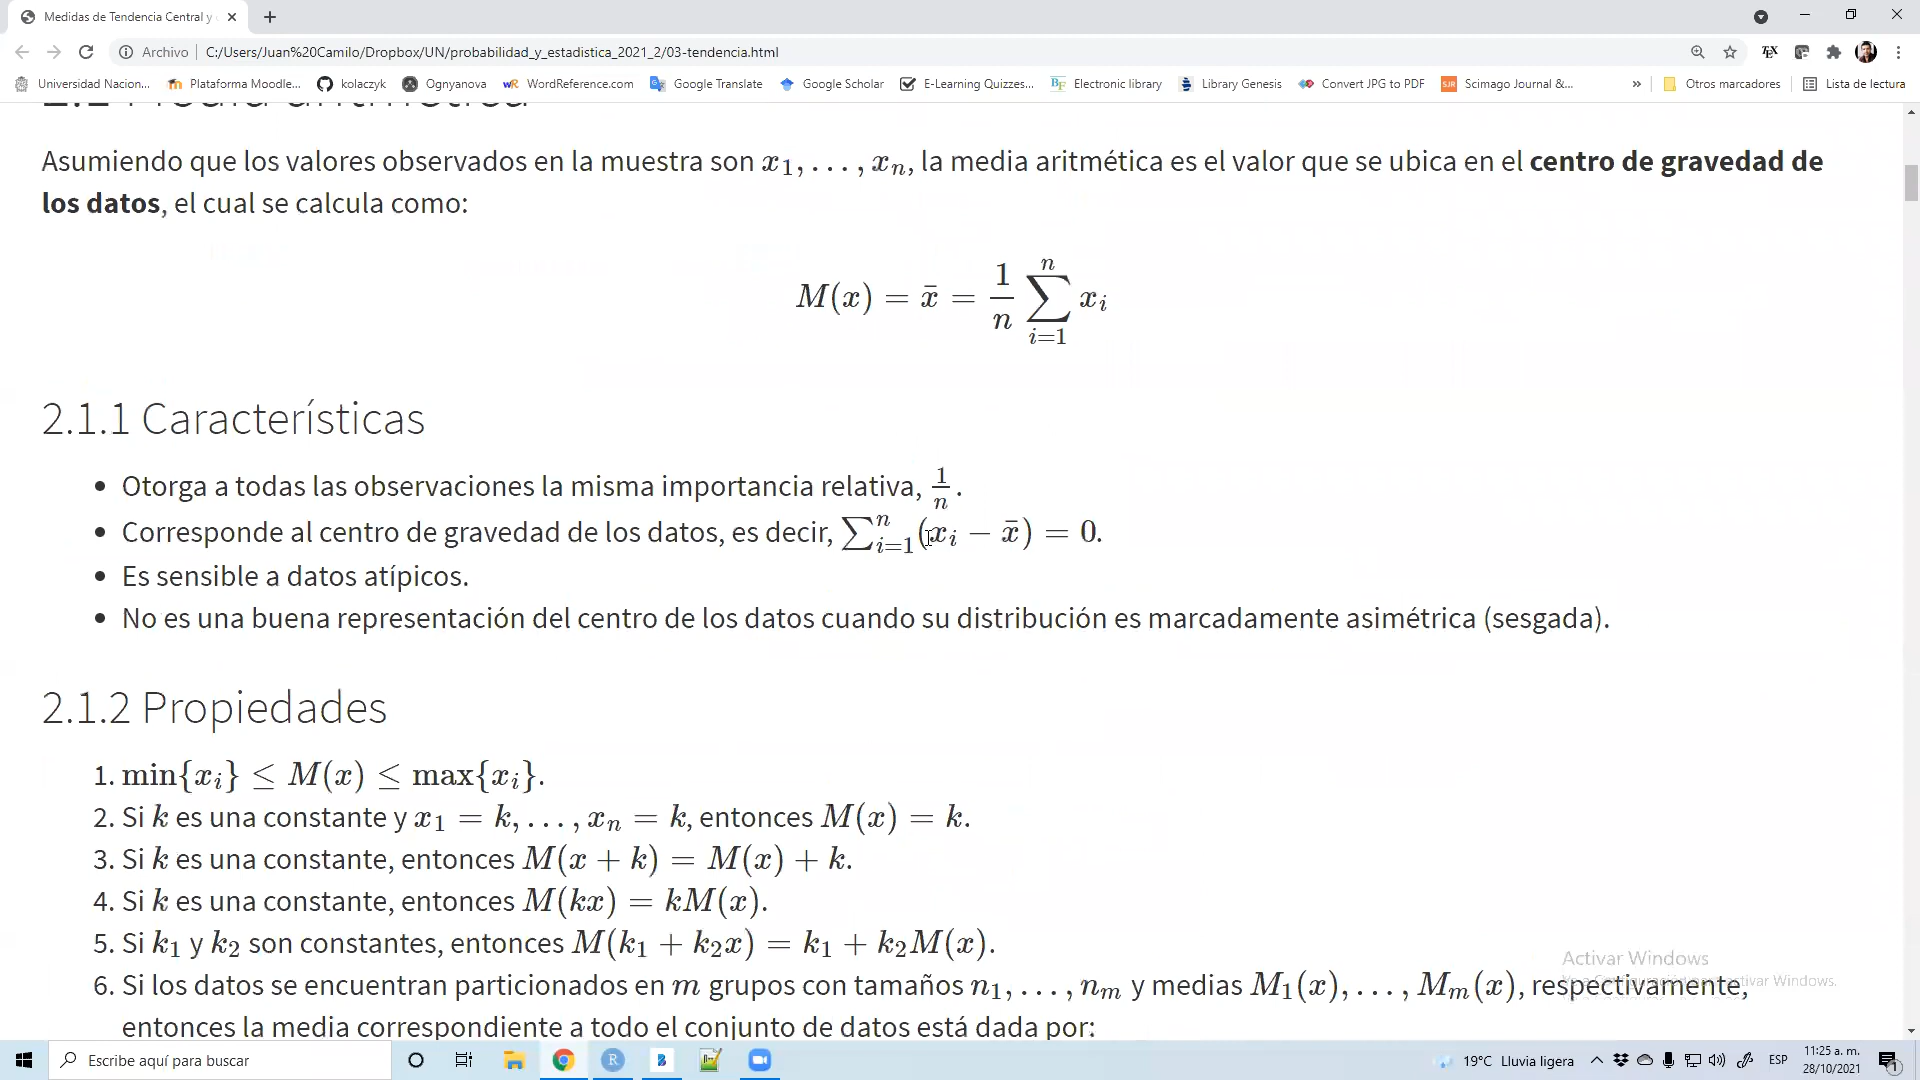 Medidas de Tendencia Central y
Archivo C:/Users/Juan%20Camilo/Dropbox/UN/probabilidad_y_estadistica_2021_2/03-tendencia.html
Universidad Nacion... Plataforma Moodle... kolaczyk Ognyanova WordReference.com Google Translate Google Scholar E-Learning Quizzes... Electronic library Library Genesis Convert JPG to PDF Scimago Journal &... » Otros marcadores Lista de lectura
Asumiendo que los valores observados en la muestra son x₁, . . . , xₙ, la media aritmética es el valor que se ubica en el centro de gravedad de
los datos, el cual se calcula como:
M(x) = x̄ = 1/n ∑_{i=1}^{n} xᵢ
2.1.1 Características
• Otorga a todas las observaciones la misma importancia relativa, 1/n.
• Corresponde al centro de gravedad de los datos, es decir, ∑_{i=1}^{n}(xᵢ − x̄) = 0.
• Es sensible a datos atípicos.
• No es una buena representación del centro de los datos cuando su distribución es marcadamente asimétrica (sesgada).
2.1.2 Propiedades
1. min{xᵢ} ≤ M(x) ≤ max{xᵢ}.
2. Si k es una constante y x₁ = k, . . . , xₙ = k, entonces M(x) = k.
3. Si k es una constante, entonces M(x + k) = M(x) + k.
4. Si k es una constante, entonces M(kx) = kM(x).
5. Si k₁ y k₂ son constantes, entonces M(k₁ + k₂x) = k₁ + k₂M(x).
Activar Windows
6. Si los datos se encuentran particionados en m grupos con tamaños n₁, . . . , nₘ y medias M₁(x), . . . , Mₘ(x), respectivamente,
entonces la media correspondiente a todo el conjunto de datos está dada por:
Escribe aquí para buscar
19°C Lluvia ligera ESP 11:25 a. m.
28/10/2021